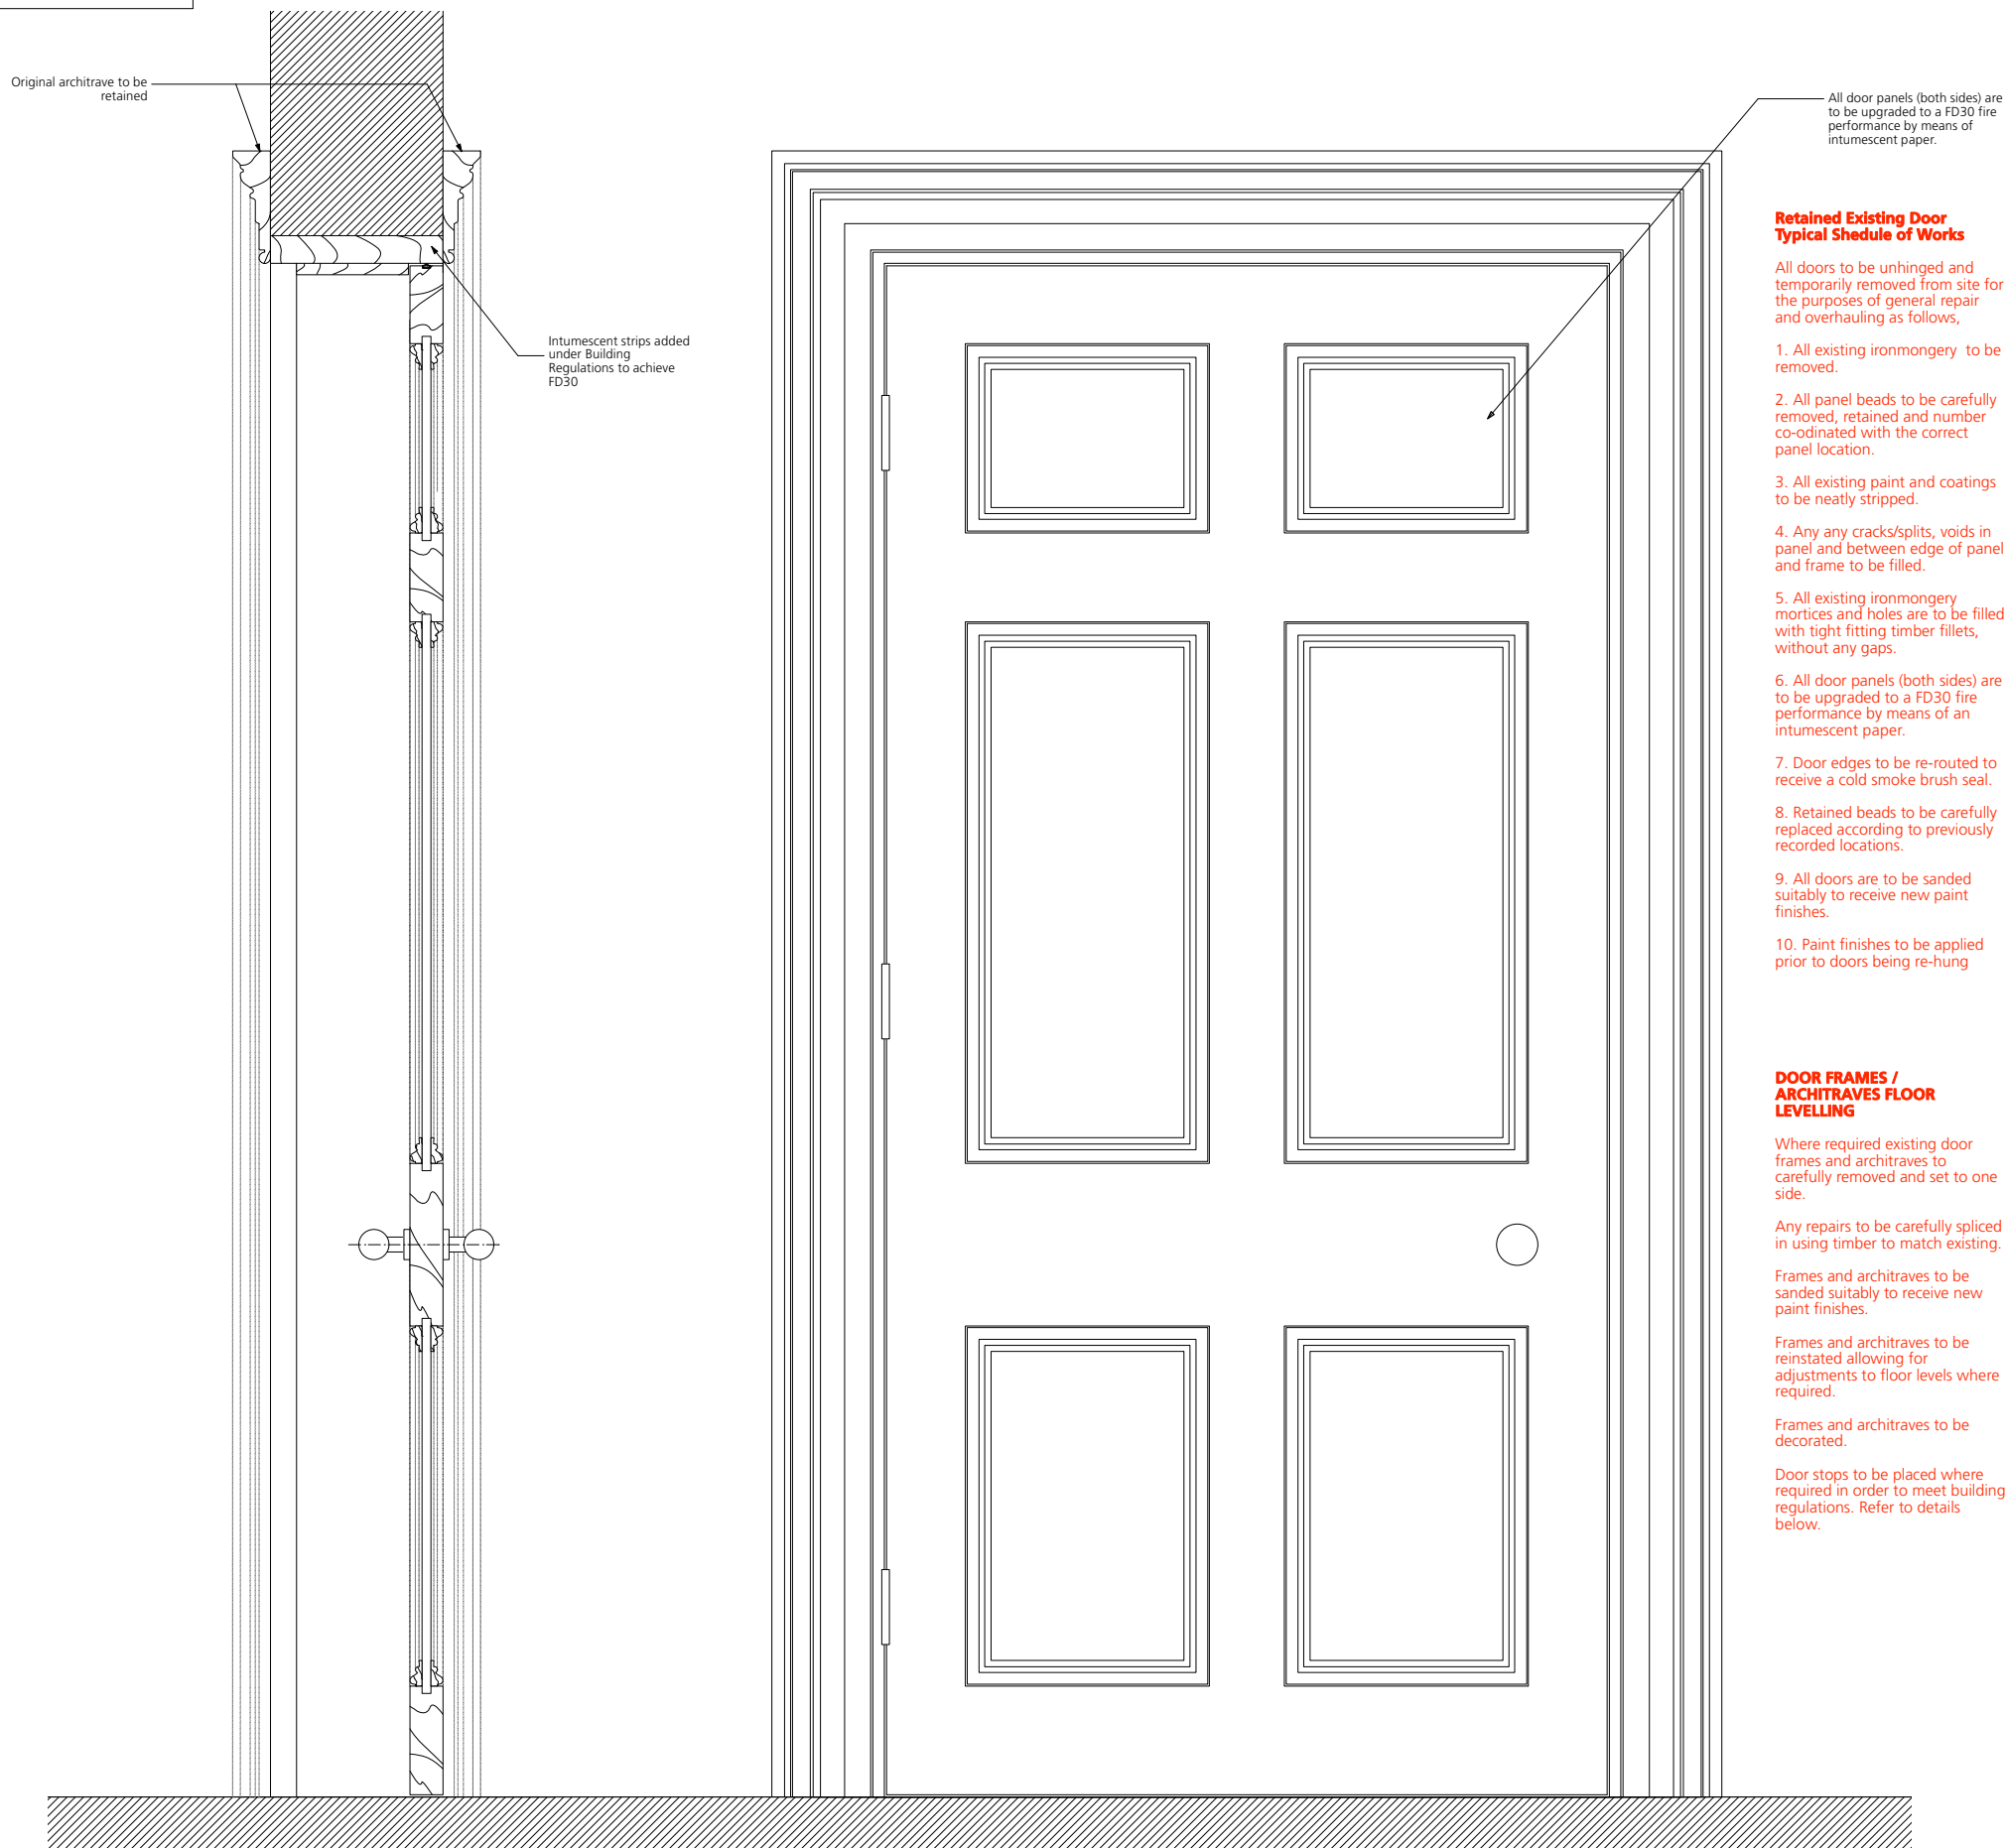 Original architrave to be
retained
Intumescent strips added
under Building
Regulations to achieve
FD30
All door panels (both sides) are
to be upgraded to a FD30 fire
performance by means of
intumescent paper.
Retained Existing Door
Typical Shedule of Works
All doors to be unhinged and
temporarily removed from site for
the purposes of general repair
and overhauling as follows,
1. All existing ironmongery  to be
removed.
2. All panel beads to be carefully
removed, retained and number
co-odinated with the correct
panel location.
3. All existing paint and coatings
to be neatly stripped.
4. Any any cracks/splits, voids in
panel and between edge of panel
and frame to be filled.
5. All existing ironmongery
mortices and holes are to be filled
with tight fitting timber fillets,
without any gaps.
6. All door panels (both sides) are
to be upgraded to a FD30 fire
performance by means of an
intumescent paper.
7. Door edges to be re-routed to
receive a cold smoke brush seal.
8. Retained beads to be carefully
replaced according to previously
recorded locations.
9. All doors are to be sanded
suitably to receive new paint
finishes.
10. Paint finishes to be applied
prior to doors being re-hung
DOOR FRAMES /
ARCHITRAVES FLOOR
LEVELLING
Where required existing door
frames and architraves to
carefully removed and set to one
side.
Any repairs to be carefully spliced
in using timber to match existing.
Frames and architraves to be
sanded suitably to receive new
paint finishes.
Frames and architraves to be
reinstated allowing for
adjustments to floor levels where
required.
Frames and architraves to be
decorated.
Door stops to be placed where
required in order to meet building
regulations. Refer to details
below.